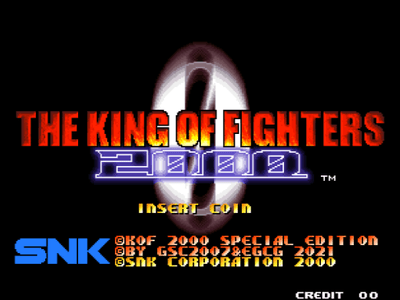 THE KING OF FIGHTERS
2000 ™
INSERT COIN
SNK
©KOF 2000 SPECIAL EDITION
©BY GSC2007&EGCG 2021
©SNK CORPORATION 2000
CREDIT 00